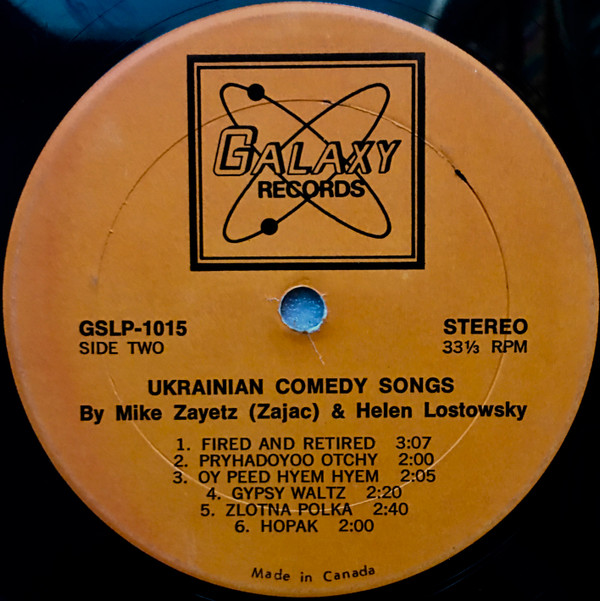 GALAXY
RECORDS
GSLP-1015 STEREO
SIDE TWO 33⅓ RPM
UKRAINIAN COMEDY SONGS
By Mike Zayetz (Zajac) & Helen Lostowsky
1. FIRED AND RETIRED 3:07
2. PRYHADOYOO OTCHY 2:00
3. OY PEED HYEM HYEM 2:05
4. GYPSY WALTZ 2:20
5. ZLOTNA POLKA 2:40
6. HOPAK 2:00
Made in Canada